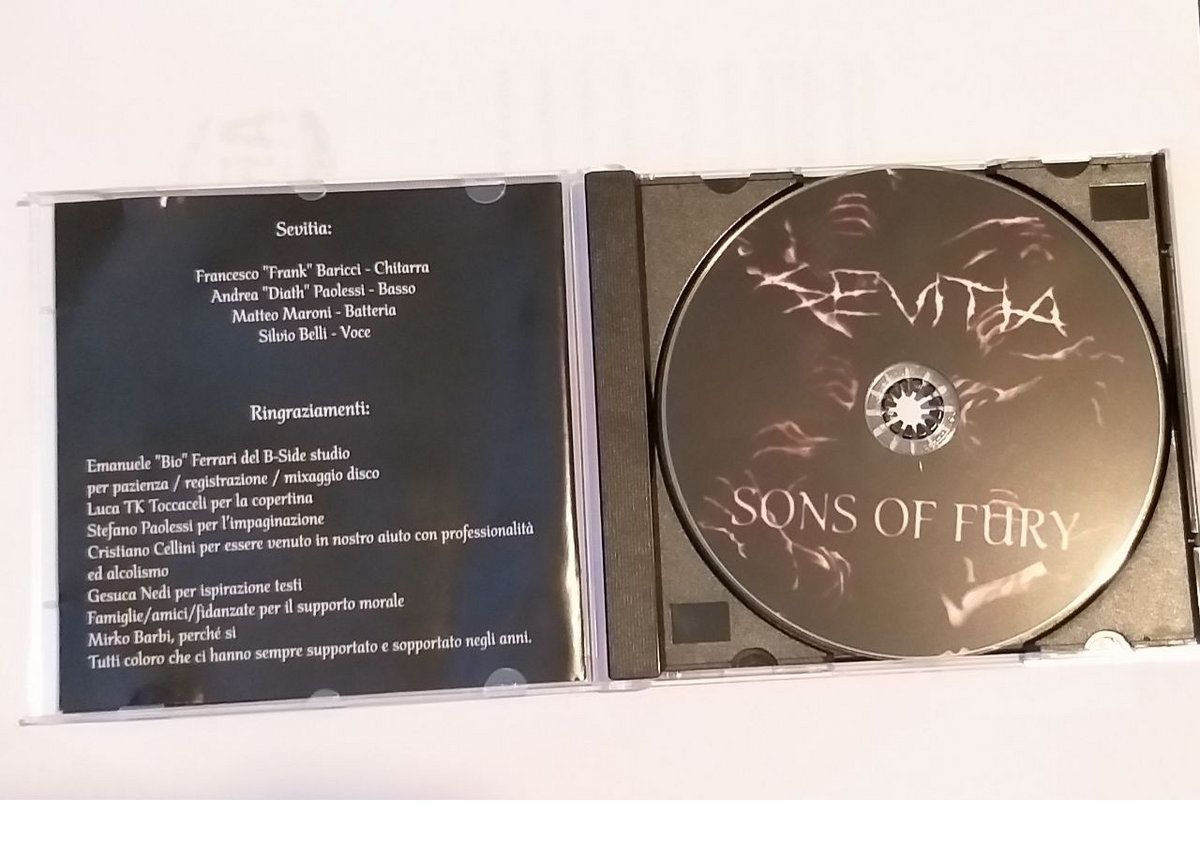 Sevitia:
Francesco "Frank" Baricci - Chitarra
Andrea "Diath" Paolessi - Basso
Matteo Maroni - Batteria
Silvio Belli - Voce
Ringraziamenti:
Emanuele "Bio" Ferrari del B-Side studio
per pazienza / registrazione / mixaggio disco
Luca TK Toccaceli per la copertina
Stefano Paolessi per l'impaginazione
Cristiano Cellini per essere venuto in nostro aiuto con professionalità
ed alcolismo
Gesuca Nedi per ispirazione testi
Famiglie/amici/fidanzate per il supporto morale
Mirko Barbi, perché si
Tutti coloro che ci hanno sempre supportato e sopportato negli anni.
SEVITIA
SONS OF FURY